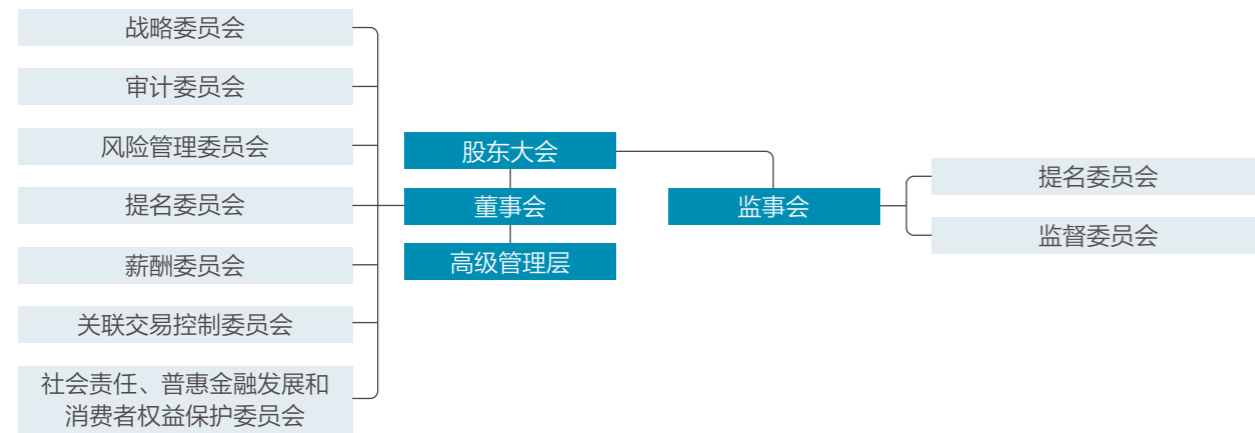 战略委员会
审计委员会
风险管理委员会
提名委员会
薪酬委员会
关联交易控制委员会
社会责任、普惠金融发展和
消费者权益保护委员会
股东大会
董事会
高级管理层
监事会
提名委员会
监督委员会